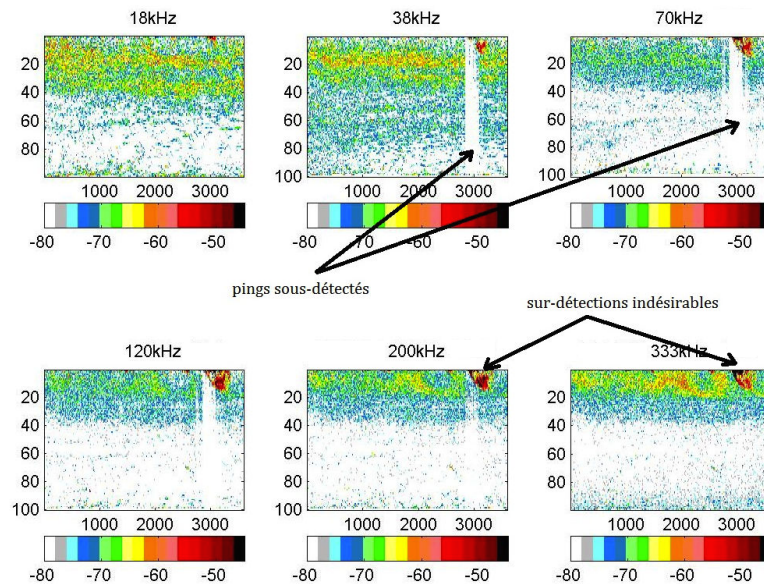 18kHz 38kHz 70kHz
20 20 20
40 40 40
60 60 60
80 80 80
100 100
1000 2000 3000 1000 2000 3000 1000 2000 3000
-80 -70 -60 -50 -80 -70 -60 -50 -80 -70 -60 -50
pings sous-détectés
sur-détections indésirables
120kHz 200kHz 333kHz
20 20 20
40 40 40
60 60 60
80 80 80
100 100
1000 2000 3000 1000 2000 3000 1000 2000 3000
-80 -70 -60 -50 -80 -70 -60 -50 -80 -70 -60 -50